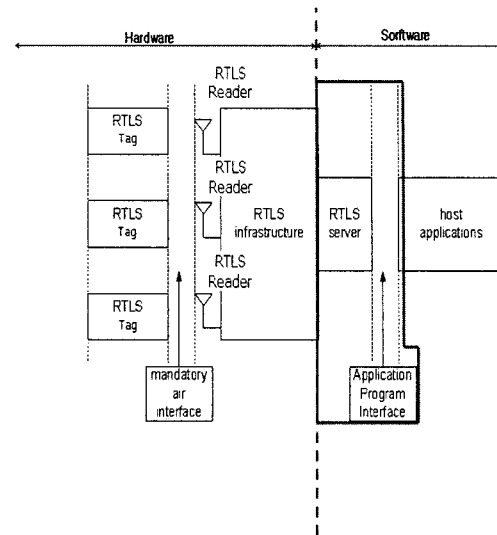 Hardware
Sorftware
RTLS
Reader
RTLS
Tag
RTLS
Reader
RTLS
Tag
RTLS
infrastructure
RTLS
server
host
applications
RTLS
Reader
RTLS
Tag
mandatory
air
interface
Application
Program
Interface